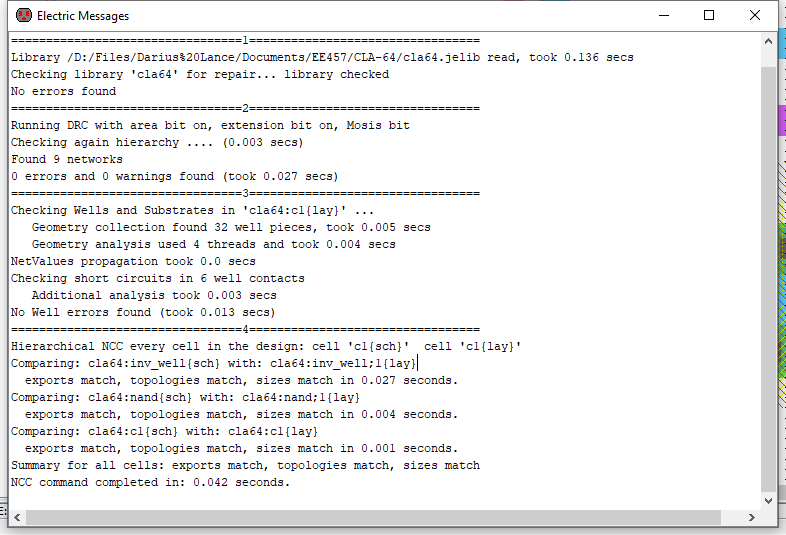 Electric Messages
=================================1=================================
Library /D:/Files/Darius%20Lance/Documents/EE457/CLA-64/cla64.jelib read, took 0.136 secs
Checking library 'cla64' for repair... library checked
No errors found
=================================2=================================
Running DRC with area bit on, extension bit on, Mosis bit
Checking again hierarchy .... (0.003 secs)
Found 9 networks
0 errors and 0 warnings found (took 0.027 secs)
=================================3=================================
Checking Wells and Substrates in 'cla64:c1{lay}' ...
   Geometry collection found 32 well pieces, took 0.005 secs
   Geometry analysis used 4 threads and took 0.004 secs
NetValues propagation took 0.0 secs
Checking short circuits in 6 well contacts
   Additional analysis took 0.003 secs
No Well errors found (took 0.013 secs)
=================================4=================================
Hierarchical NCC every cell in the design: cell 'c1{sch}'  cell 'c1{lay}'
Comparing: cla64:inv_well{sch} with: cla64:inv_well;1{lay}
  exports match, topologies match, sizes match in 0.027 seconds.
Comparing: cla64:nand{sch} with: cla64:nand;1{lay}
  exports match, topologies match, sizes match in 0.004 seconds.
Comparing: cla64:c1{sch} with: cla64:c1{lay}
  exports match, topologies match, sizes match in 0.001 seconds.
Summary for all cells: exports match, topologies match, sizes match
NCC command completed in: 0.042 seconds.